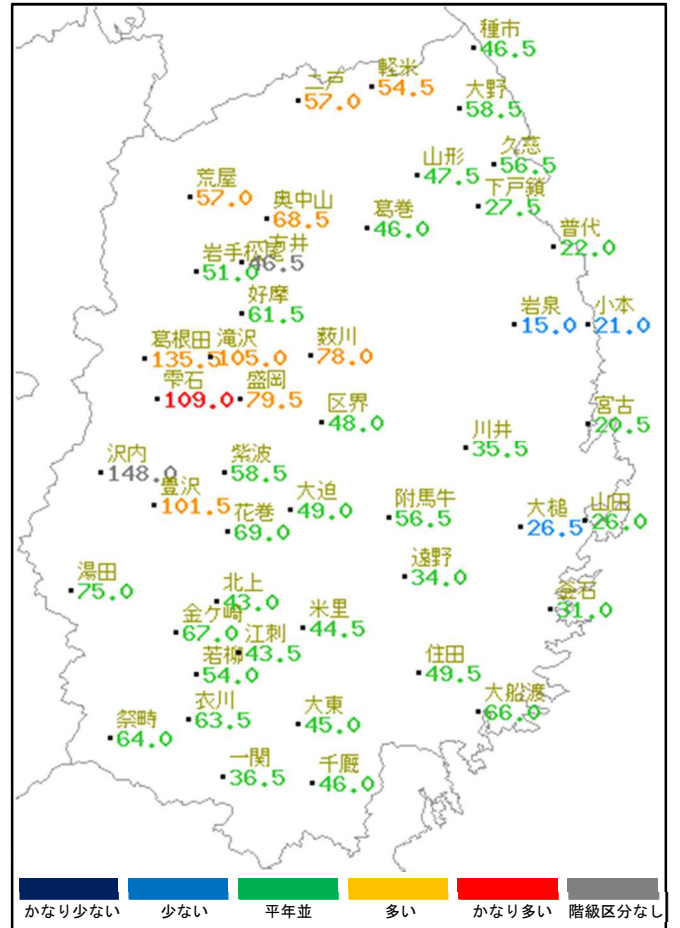 種市
46.5
軽米
54.5
二戸
57.0
大野
58.5
久慈
56.5
山形
47.5
下戸鎖
27.5
荒屋
57.0
奥中山
68.5
葛巻
46.0
普代
22.0
岩手松尾
51.0
一方井
46.5
好摩
61.5
岩泉
15.0
小本
21.0
葛根田
135.5
滝沢
105.0
薮川
78.0
雫石
109.0
盛岡
79.5
区界
48.0
宮古
20.5
川井
35.5
沢内
148.0
紫波
58.5
豊沢
101.5
大迫
49.0
花巻
69.0
附馬牛
56.5
大槌
26.5
山田
26.0
遠野
34.0
湯田
75.0
北上
43.0
釜石
31.0
金ケ崎
67.0
米里
44.5
江刺
43.5
若柳
54.0
住田
49.5
大船渡
66.0
衣川
63.5
大東
45.0
祭畤
64.0
一関
36.5
千厩
46.0
かなり少ない 少ない 平年並 多い かなり多い 階級区分なし